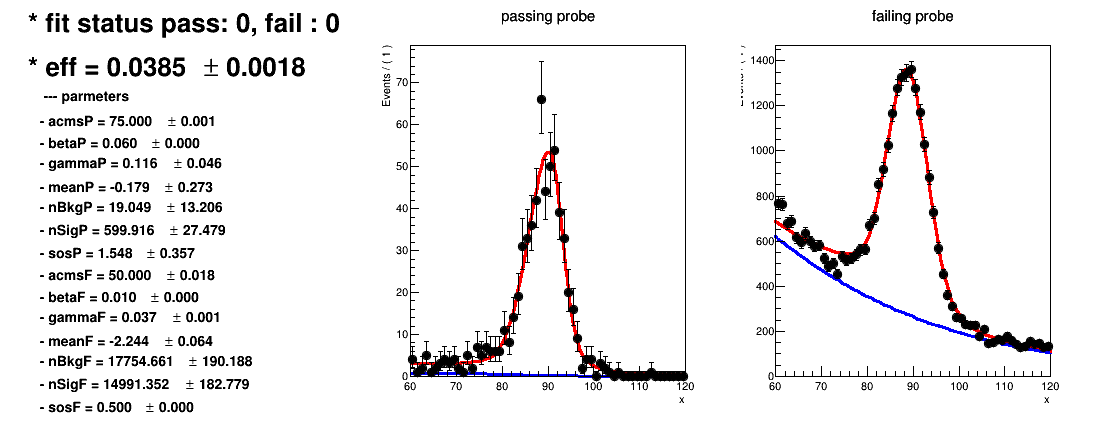 * fit status pass: 0, fail : 0
* eff = 0.0385 ± 0.0018
--- parmeters
- acmsP = 75.000 ± 0.001
- betaP = 0.060 ± 0.000
- gammaP = 0.116 ± 0.046
- meanP = -0.179 ± 0.273
- nBkgP = 19.049 ± 13.206
- nSigP = 599.916 ± 27.479
- sosP = 1.548 ± 0.357
- acmsF = 50.000 ± 0.018
- betaF = 0.010 ± 0.000
- gammaF = 0.037 ± 0.001
- meanF = -2.244 ± 0.064
- nBkgF = 17754.661 ± 190.188
- nSigF = 14991.352 ± 182.779
- sosF = 0.500 ± 0.000
passing probe
Events / ( 1 )
70
60
50
40
30
20
10
0
60 70 80 90 100 110 120
x
failing probe
1400
1200
1000
800
600
400
200
0
60 70 80 90 100 110 120
x